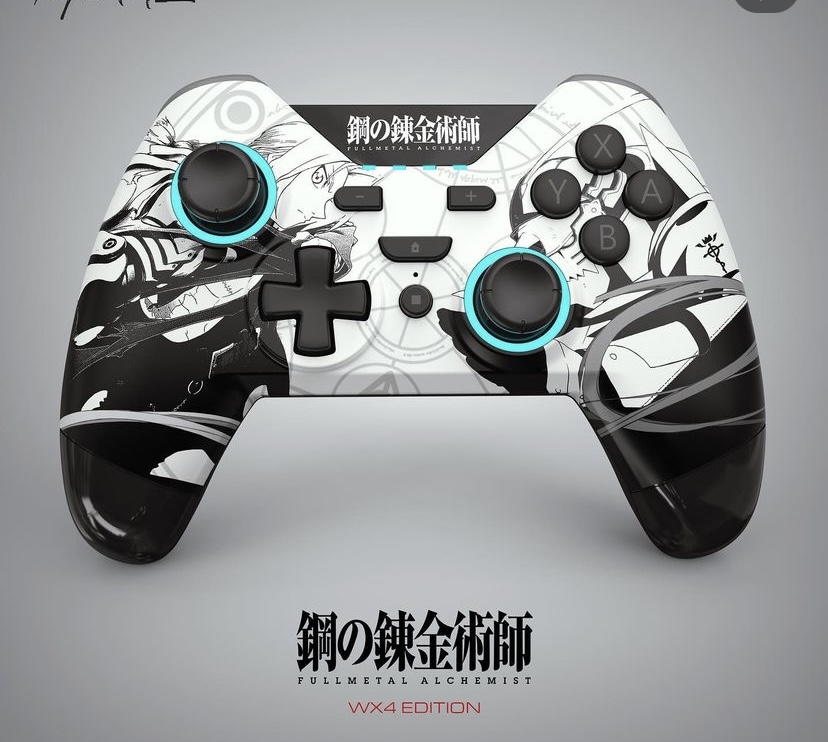 鋼の錬金術師
FULLMETAL ALCHEMIST
X
− +
Y A
B
鋼の錬金術師
FULLMETAL ALCHEMIST
WX4 EDITION